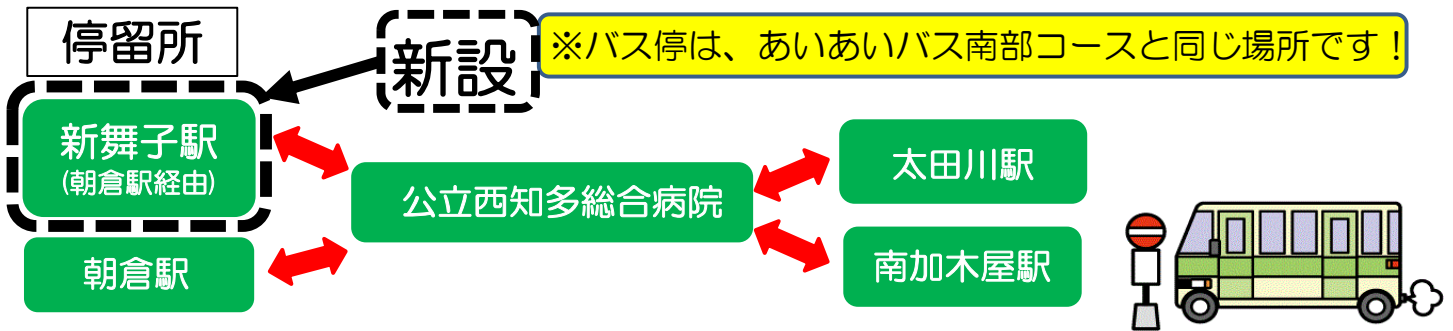 停留所
新設
※バス停は、あいあいバス南部コースと同じ場所です！
新舞子駅
(朝倉駅経由)
朝倉駅
公立西知多総合病院
太田川駅
南加木屋駅